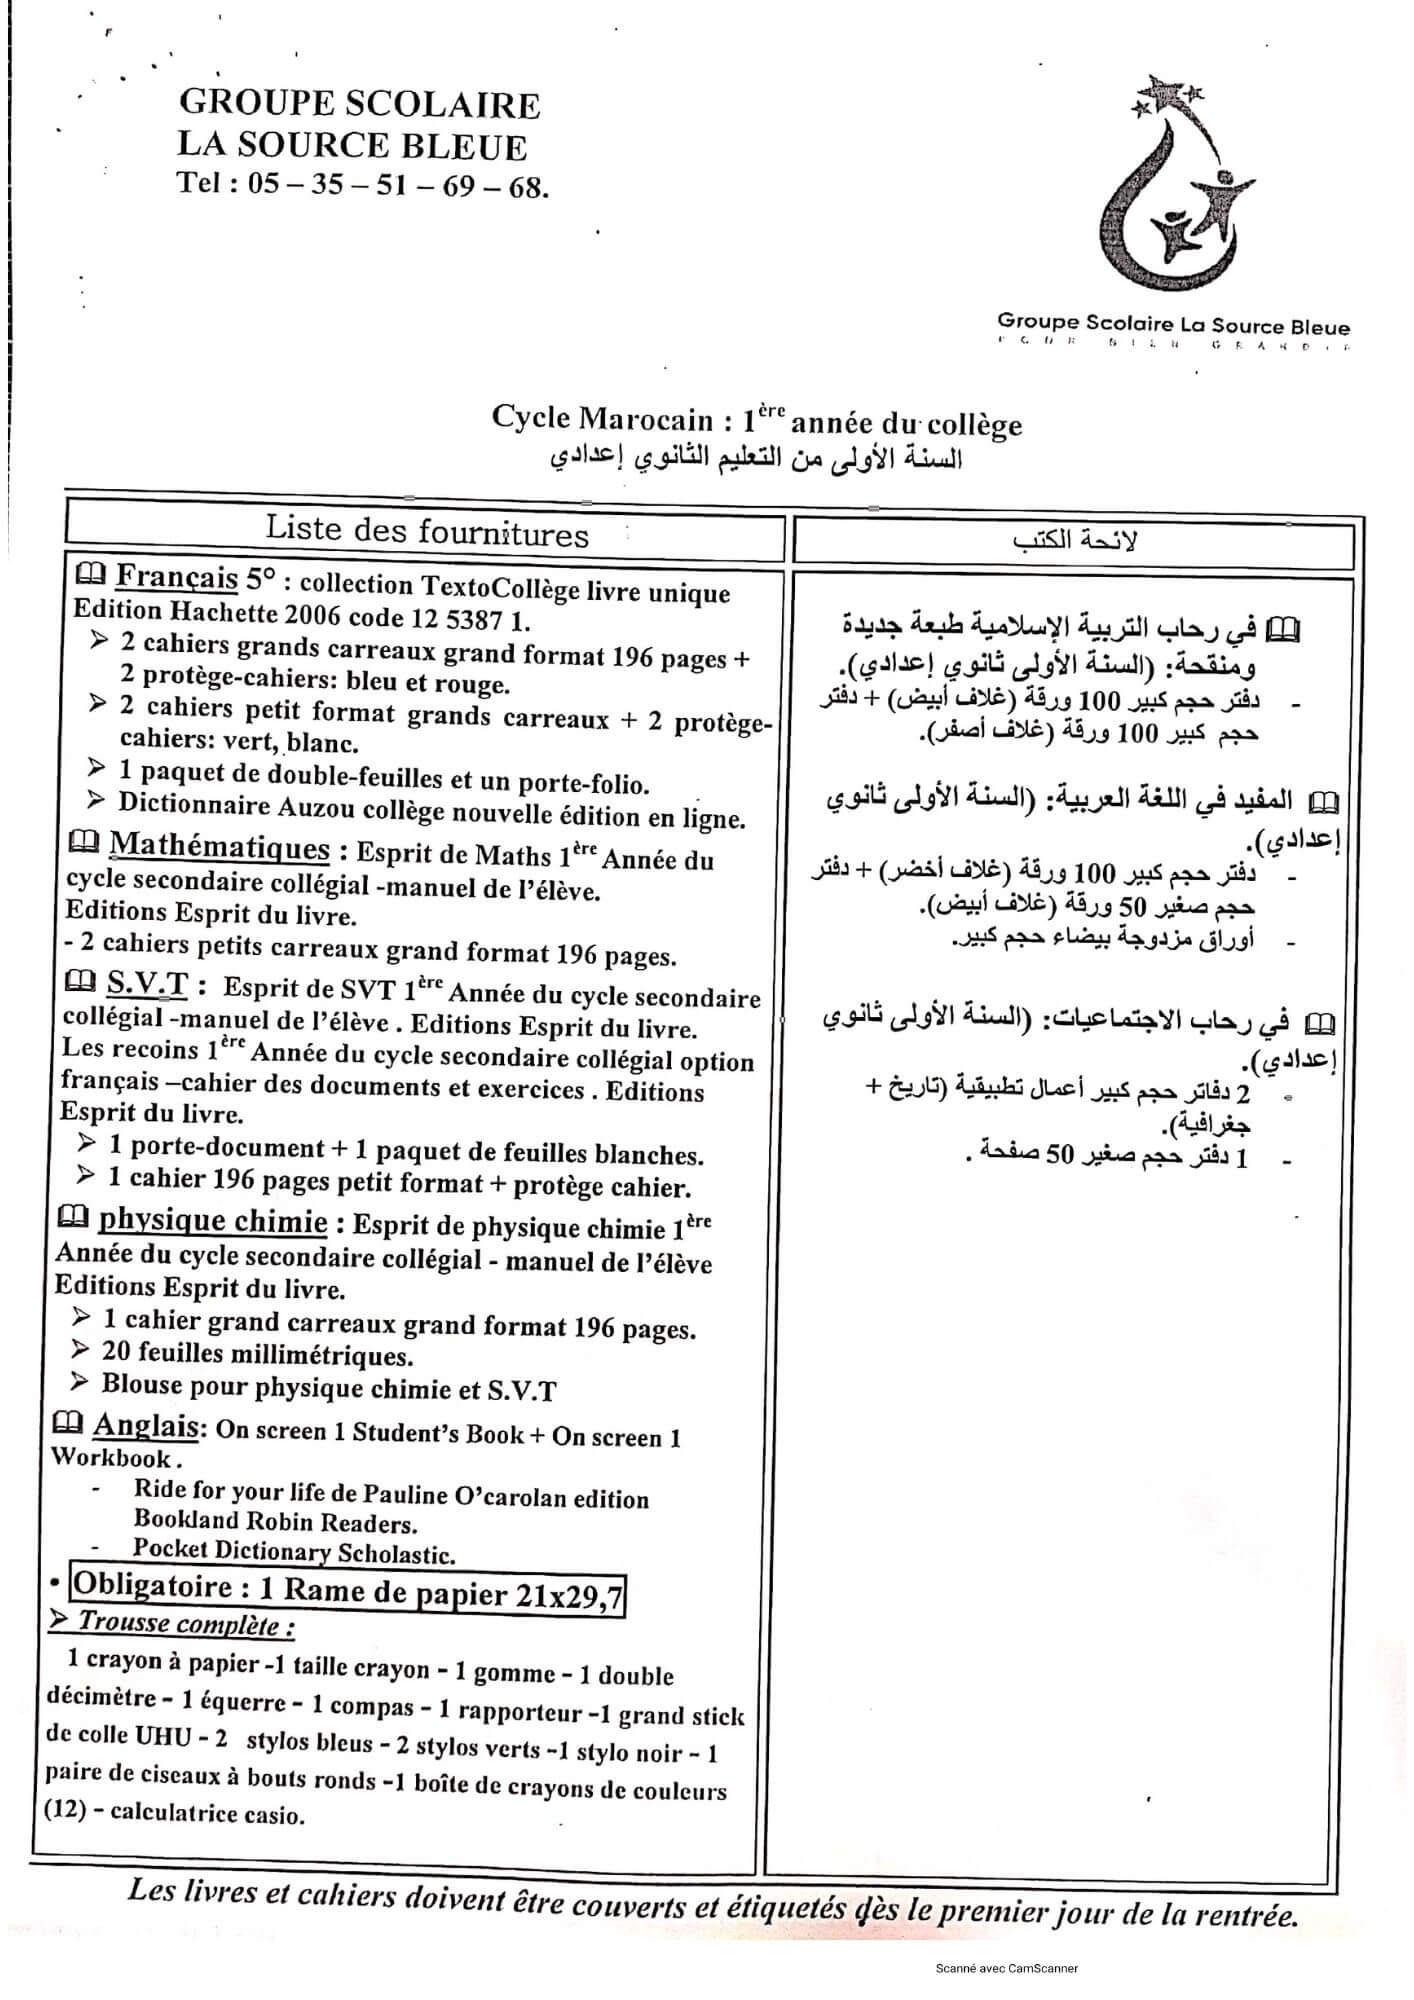 GROUPE SCOLAIRE
LA SOURCE BLEUE
Tel : 05 – 35 – 51 – 69 – 68.
Groupe Scolaire La Source Bleue
POUR BIEN GRANDIR
Cycle Marocain : 1ère année du collège
السنة الأولى من التعليم الثانوي إعدادي
Liste des fournitures
Français 5° : collection TextoCollège livre unique
Edition Hachette 2006 code 12 5387 1.
➢ 2 cahiers grands carreaux grand format 196 pages +
2 protège-cahiers: bleu et rouge.
➢ 2 cahiers petit format grands carreaux + 2 protège-
cahiers: vert, blanc.
➢ 1 paquet de double-feuilles et un porte-folio.
➢ Dictionnaire Auzou collège nouvelle édition en ligne.
Mathématiques : Esprit de Maths 1ère Année du
cycle secondaire collégial -manuel de l’élève.
Editions Esprit du livre.
- 2 cahiers petits carreaux grand format 196 pages.
S.V.T : Esprit de SVT 1ère Année du cycle secondaire
collégial –manuel de l’élève . Editions Esprit du livre.
Les recoins 1ère Année du cycle secondaire collégial option
français –cahier des documents et exercices . Editions
Esprit du livre.
➢ 1 porte-document + 1 paquet de feuilles blanches.
➢ 1 cahier 196 pages petit format + protège cahier.
physique chimie : Esprit de physique chimie 1ère
Année du cycle secondaire collégial - manuel de l’élève
Editions Esprit du livre.
➢ 1 cahier grand carreaux grand format 196 pages.
➢ 20 feuilles millimétriques.
➢ Blouse pour physique chimie et S.V.T
Anglais: On screen 1 Student’s Book + On screen 1
Workbook .
- Ride for your life de Pauline O’carolan edition
Bookland Robin Readers.
- Pocket Dictionary Scholastic.
• Obligatoire : 1 Rame de papier 21x29,7
➢ Trousse complète :
1 crayon à papier -1 taille crayon – 1 gomme – 1 double
décimètre – 1 équerre – 1 compas – 1 rapporteur –1 grand stick
de colle UHU – 2 stylos bleus – 2 stylos verts –1 stylo noir – 1
paire de ciseaux à bouts ronds –1 boîte de crayons de couleurs
(12) – calculatrice casio.
لائحة الكتب
في رحاب التربية الإسلامية طبعة جديدة
ومنقحة: (السنة الأولى ثانوي إعدادي).
- دفتر حجم كبير 100 ورقة (غلاف أبيض) + دفتر
حجم كبير 100 ورقة (غلاف أصفر).
المفيد في اللغة العربية: (السنة الأولى ثانوي
إعدادي).
- دفتر حجم كبير 100 ورقة (غلاف أخضر) + دفتر
حجم صغير 50 ورقة (غلاف أبيض).
- أوراق مزدوجة بيضاء حجم كبير.
في رحاب الاجتماعيات: (السنة الأولى ثانوي
إعدادي).
- 2 دفاتر حجم كبير أعمال تطبيقية (تاريخ +
جغرافية).
- 1 دفتر حجم صغير 50 صفحة .
Les livres et cahiers doivent être couverts et étiquetés dès le premier jour de la rentrée.
Scanné avec CamScanner